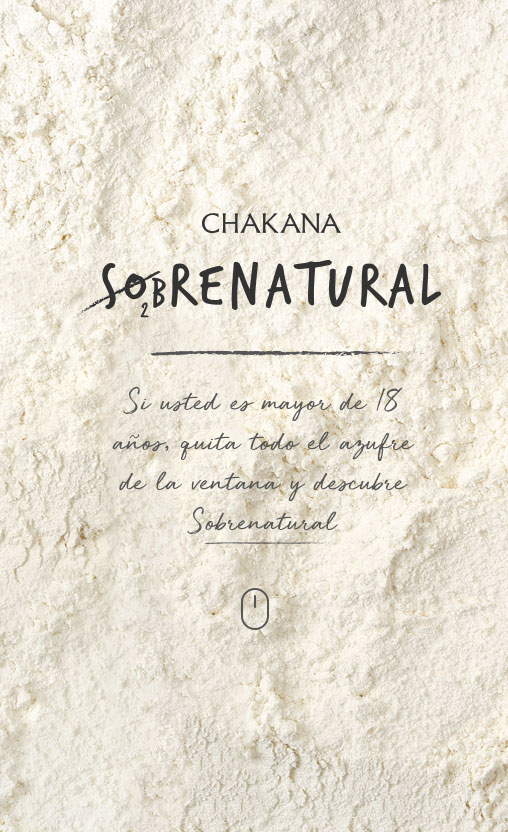 CHAKANA
SO₂BRENATURAL
Si usted es mayor de 18
años, quita todo el azufre
de la ventana y descubre
Sobrenatural